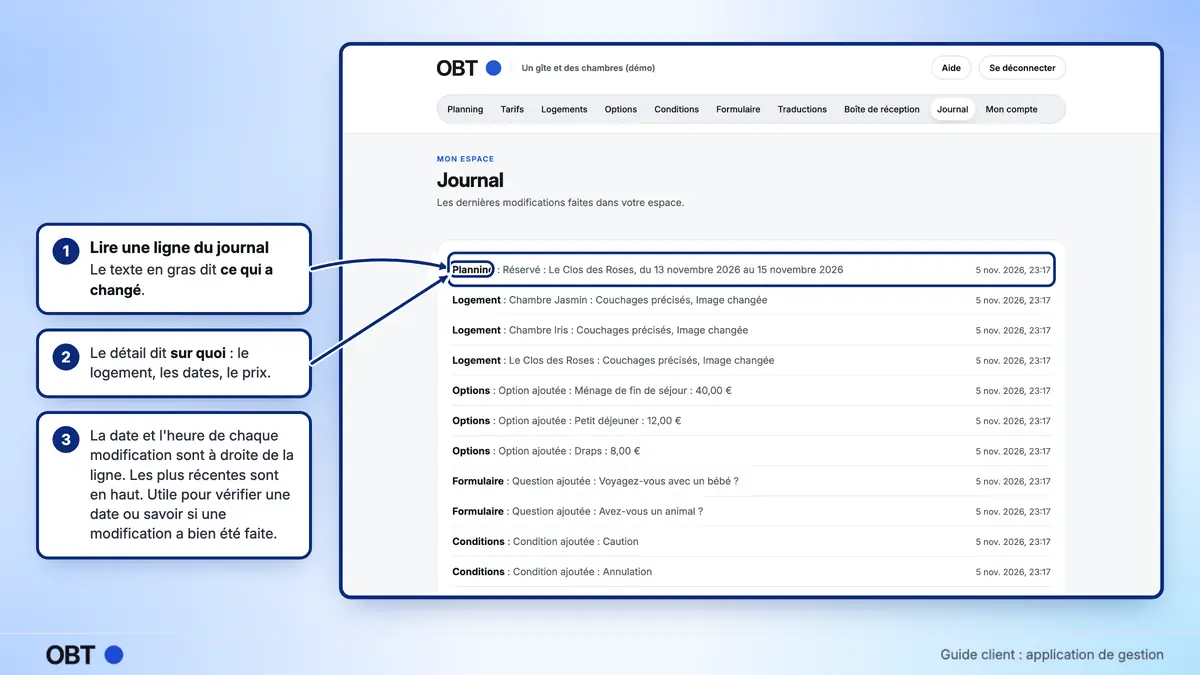 OBT
Un gîte et des chambres (démo)
Aide
Se déconnecter
Planning
Tarifs
Logements
Options
Conditions
Formulaire
Traductions
Boîte de réception
Journal
Mon compte
MON ESPACE
Journal
Les dernières modifications faites dans votre espace.
1
Lire une ligne du journal
Le texte en gras dit ce qui a
changé.
2
Le détail dit sur quoi : le
logement, les dates, le prix.
3
La date et l'heure de chaque
modification sont à droite de la
ligne. Les plus récentes sont
en haut. Utile pour vérifier une
date ou savoir si une
modification a bien été faite.
Planning : Réservé : Le Clos des Roses, du 13 novembre 2026 au 15 novembre 2026 5 nov. 2026, 23:17
Logement : Chambre Jasmin : Couchages précisés, Image changée 5 nov. 2026, 23:17
Logement : Chambre Iris : Couchages précisés, Image changée 5 nov. 2026, 23:17
Logement : Le Clos des Roses : Couchages précisés, Image changée 5 nov. 2026, 23:17
Options : Option ajoutée : Ménage de fin de séjour : 40,00 € 5 nov. 2026, 23:17
Options : Option ajoutée : Petit déjeuner : 12,00 € 5 nov. 2026, 23:17
Options : Option ajoutée : Draps : 8,00 € 5 nov. 2026, 23:17
Formulaire : Question ajoutée : Voyagez-vous avec un bébé ? 5 nov. 2026, 23:17
Formulaire : Question ajoutée : Avez-vous un animal ? 5 nov. 2026, 23:17
Conditions : Condition ajoutée : Caution 5 nov. 2026, 23:17
Conditions : Condition ajoutée : Annulation 5 nov. 2026, 23:17
OBT
Guide client : application de gestion